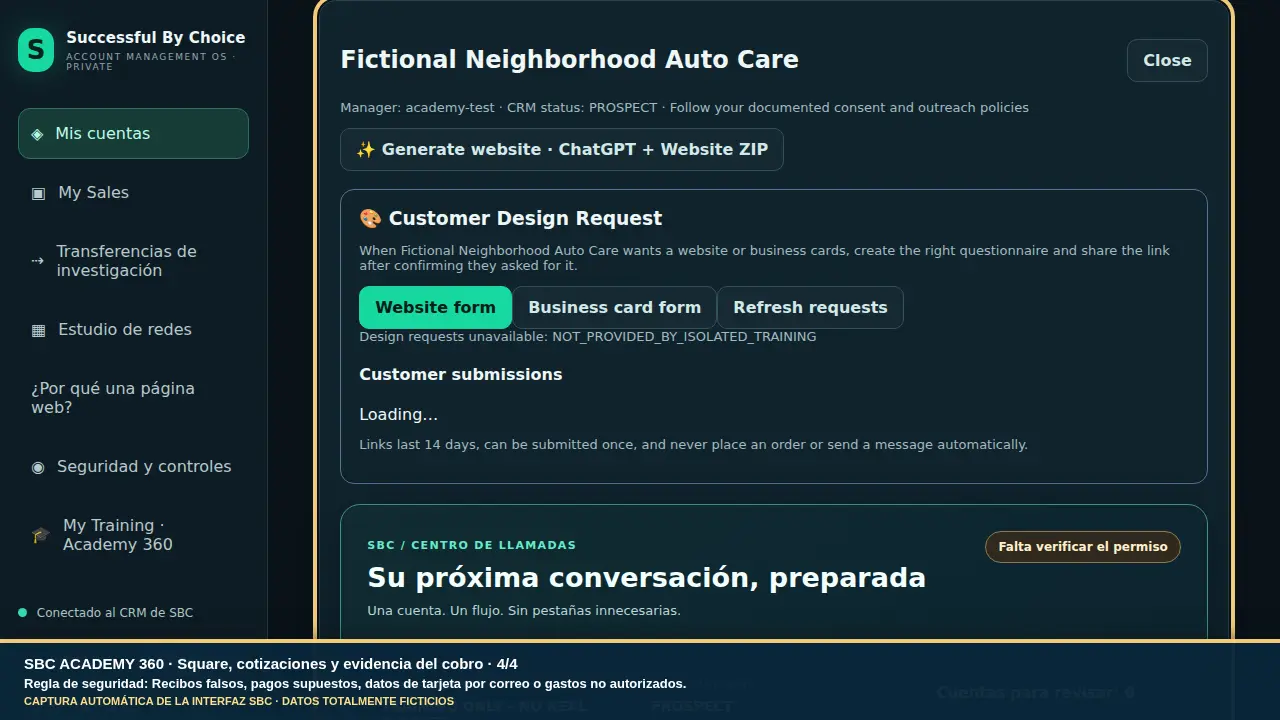 S
Successful By Choice
ACCOUNT MANAGEMENT OS ·
PRIVATE
Mis cuentas
My Sales
Transferencias de
investigación
Estudio de redes
¿Por qué una página
web?
Seguridad y controles
My Training ·
Academy 360
Conectado al CRM de SBC
Fictional Neighborhood Auto Care
Close
Manager: academy-test · CRM status: PROSPECT · Follow your documented consent and outreach policies
✨ Generate website · ChatGPT + Website ZIP
🎨 Customer Design Request
When Fictional Neighborhood Auto Care wants a website or business cards, create the right questionnaire and share the link
after confirming they asked for it.
Website form
Business card form
Refresh requests
Design requests unavailable: NOT_PROVIDED_BY_ISOLATED_TRAINING
Customer submissions
Loading…
Links last 14 days, can be submitted once, and never place an order or send a message automatically.
SBC / CENTRO DE LLAMADAS
Falta verificar el permiso
Su próxima conversación, preparada
Una cuenta. Un flujo. Sin pestañas innecesarias.
SBC ACADEMY 360 · Square, cotizaciones y evidencia del cobro · 4/4
Regla de seguridad: Recibos falsos, pagos supuestos, datos de tarjeta por correo o gastos no autorizados.
CAPTURA AUTOMÁTICA DE LA INTERFAZ SBC · DATOS TOTALMENTE FICTICIOS
Cuentas para revisar: 6
ONLY - NO REAL
PROSPECT